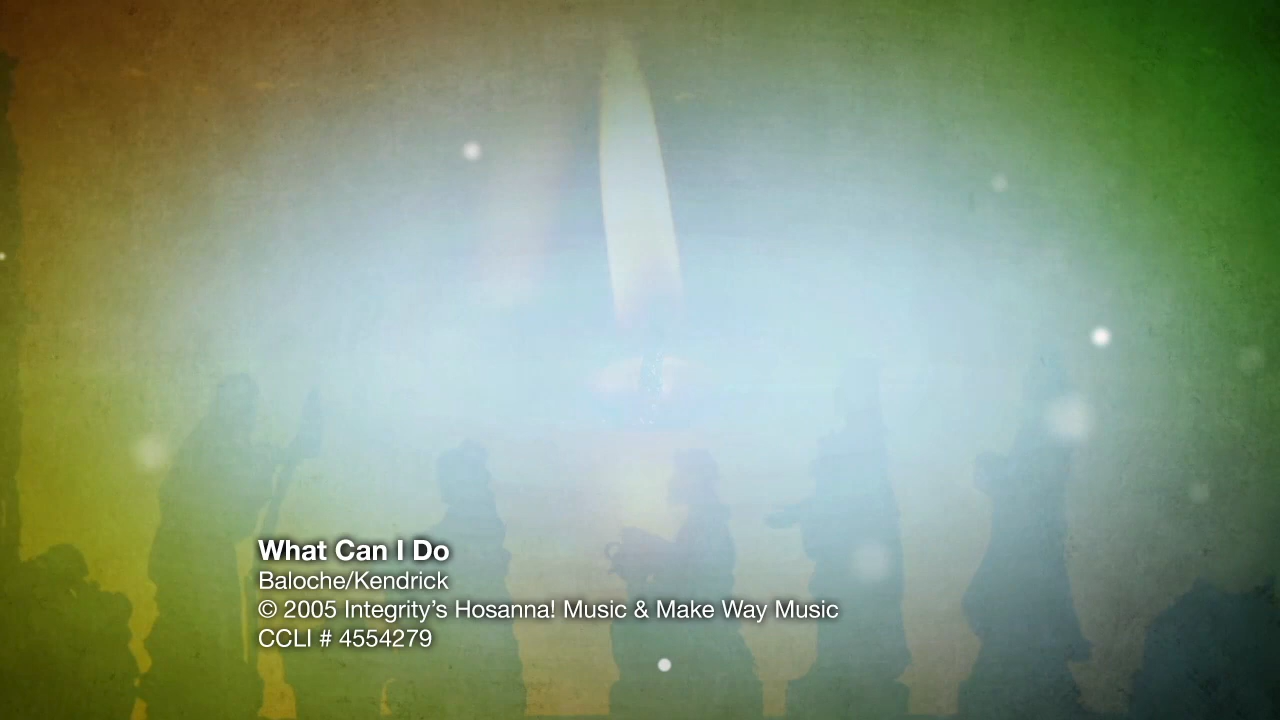 What Can I Do
Baloche/Kendrick
© 2005 Integrity’s Hosanna! Music & Make Way Music
CCLI # 4554279